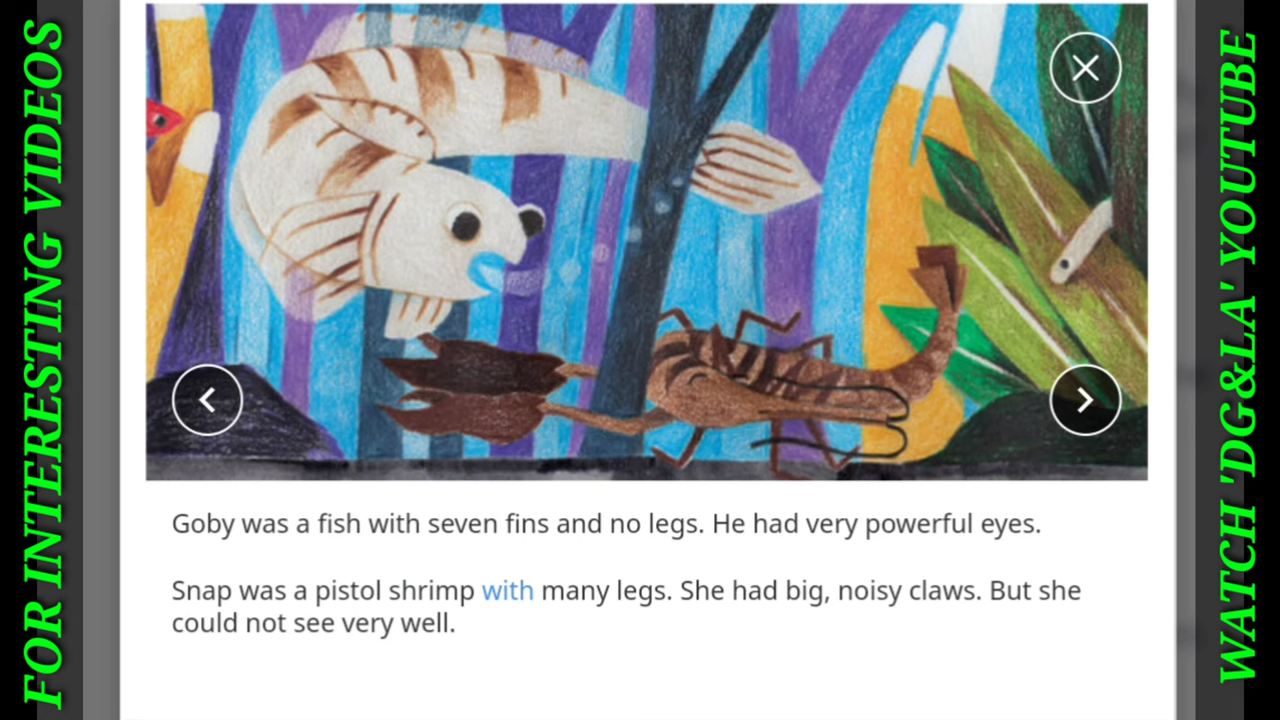 FOR INTERESTING VIDEOS
Goby was a fish with seven fins and no legs. He had very powerful eyes.
Snap was a pistol shrimp with many legs. She had big, noisy claws. But she
could not see very well.
WATCH 'DG&LA' YOUTUBE